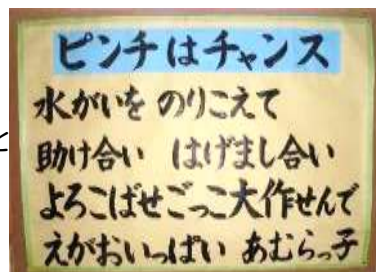 ピンチはチャンス
水がいを のりこえて
助け合い はげまし合い
よろこばせごっこ大作せんで
えがおいっぱい あむらっ子